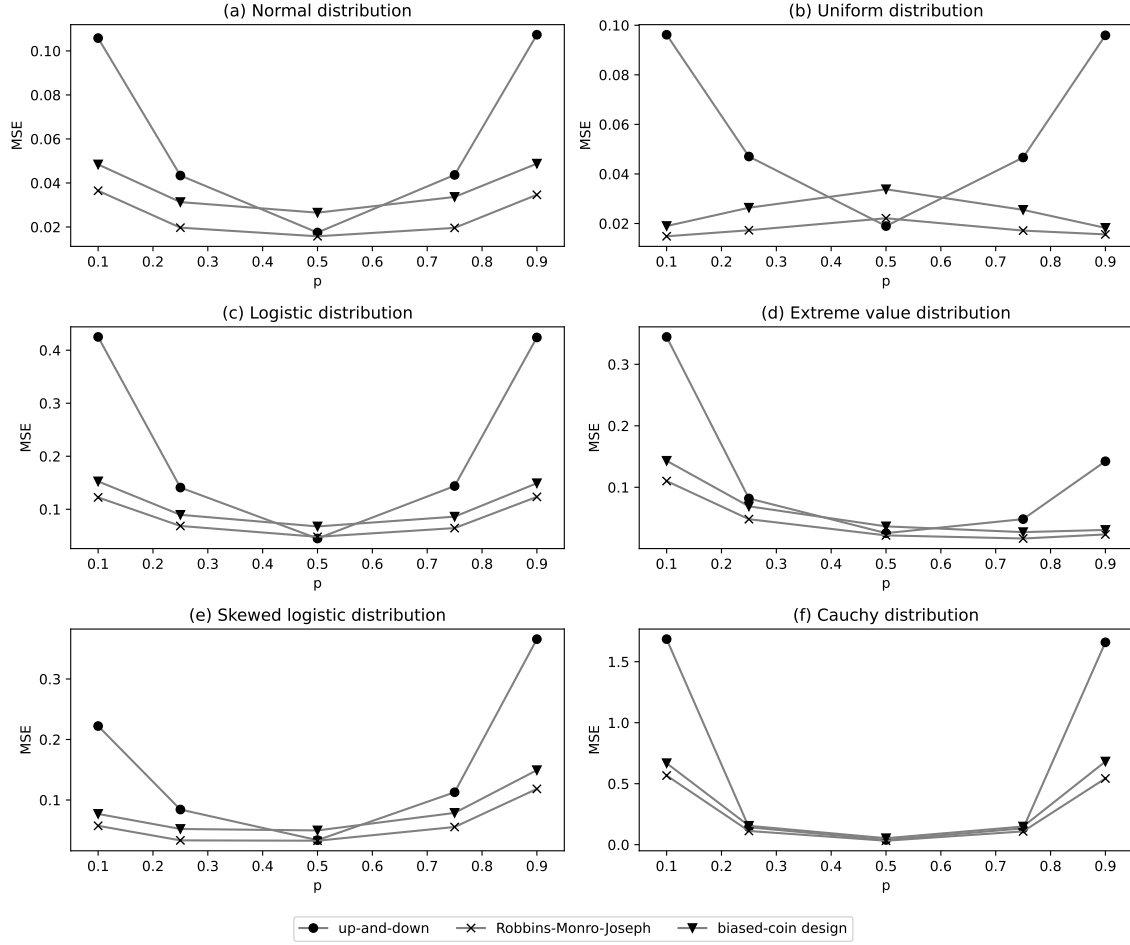 (a) Normal distribution
MSE
0.10
0.08
0.06
0.04
0.02
0.1 0.2 0.3 0.4 0.5 0.6 0.7 0.8 0.9
p
(b) Uniform distribution
MSE
0.10
0.08
0.06
0.04
0.02
0.1 0.2 0.3 0.4 0.5 0.6 0.7 0.8 0.9
p
(c) Logistic distribution
MSE
0.4
0.3
0.2
0.1
0.1 0.2 0.3 0.4 0.5 0.6 0.7 0.8 0.9
p
(d) Extreme value distribution
MSE
0.3
0.2
0.1
0.1 0.2 0.3 0.4 0.5 0.6 0.7 0.8 0.9
p
(e) Skewed logistic distribution
MSE
0.3
0.2
0.1
0.1 0.2 0.3 0.4 0.5 0.6 0.7 0.8 0.9
p
(f) Cauchy distribution
MSE
1.5
1.0
0.5
0.0
0.1 0.2 0.3 0.4 0.5 0.6 0.7 0.8 0.9
p
up-and-down Robbins-Monro-Joseph biased-coin design